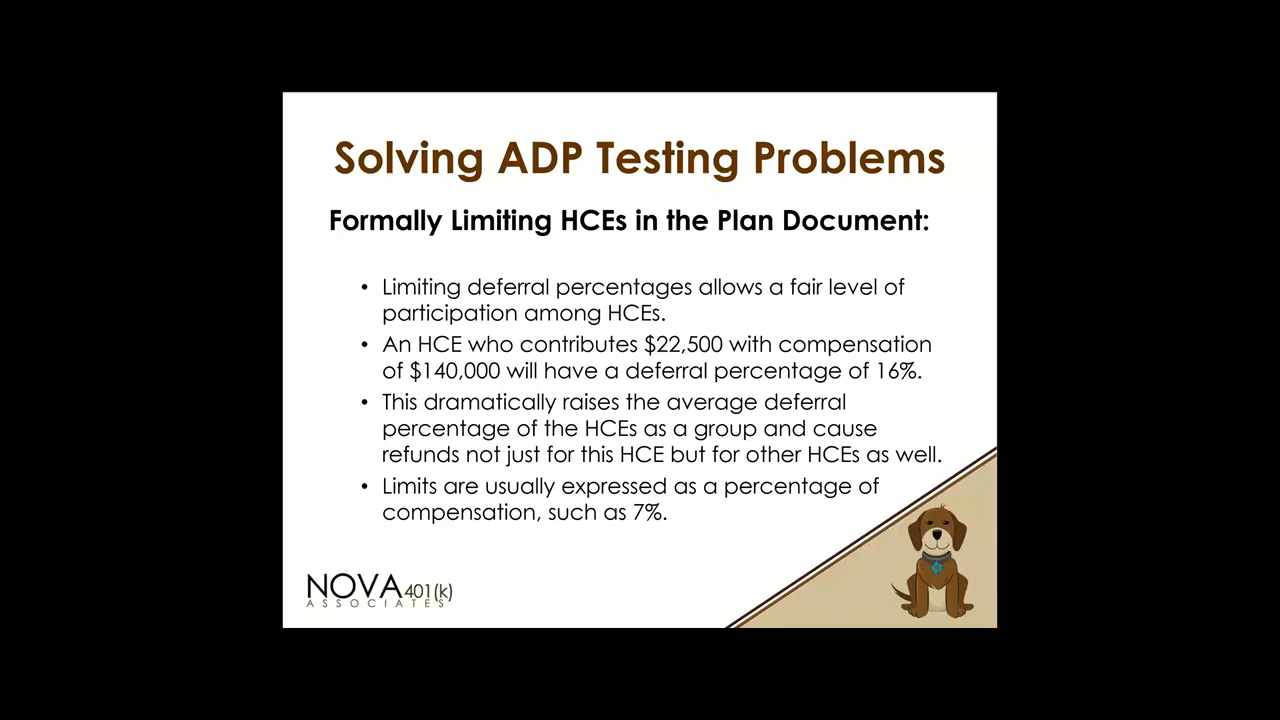 Solving ADP Testing Problems
Formally Limiting HCEs in the Plan Document:
• Limiting deferral percentages allows a fair level of
participation among HCEs.
• An HCE who contributes $22,500 with compensation
of $140,000 will have a deferral percentage of 16%.
• This dramatically raises the average deferral
percentage of the HCEs as a group and cause
refunds not just for this HCE but for other HCEs as well.
• Limits are usually expressed as a percentage of
compensation, such as 7%.
NOVA 401(k)
ASSOCIATES